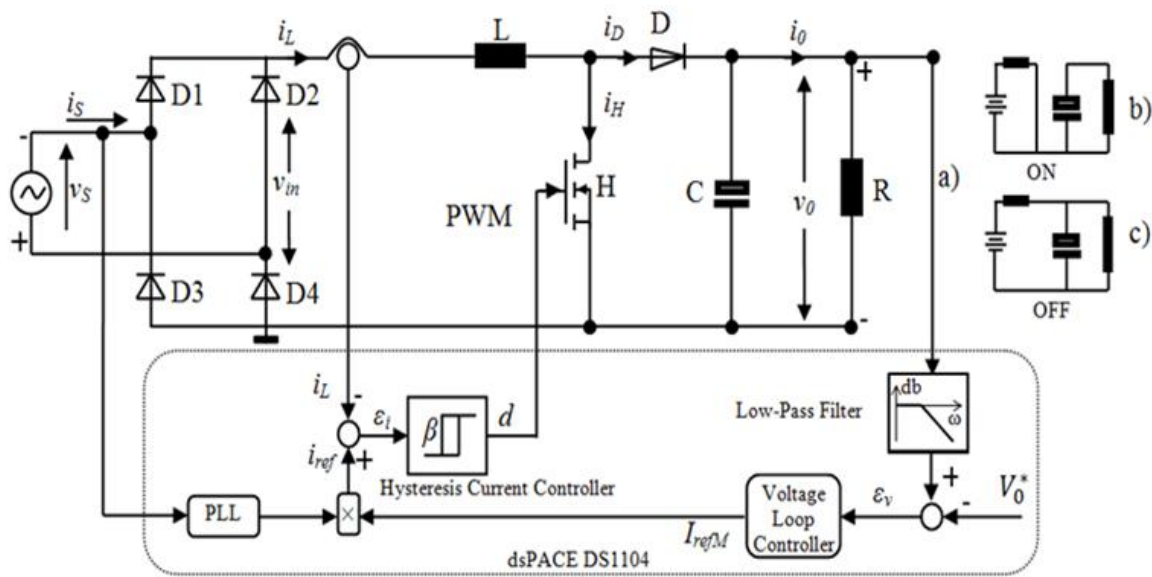 i_L
L
i_D
D
i_0
+
D1
D2
i_S
i_H
b)
-
ON
v_S
v_in
H
C
v_0
R
a)
PWM
c)
+
D3
D4
-
OFF
i_L
-
db
ω
Low-Pass Filter
ε_i
β
d
i_ref
+
Hysteresis Current Controller
+
V_0^*
Voltage
Loop
Controller
ε_v
-
PLL
×
I_refM
dsPACE DS1104